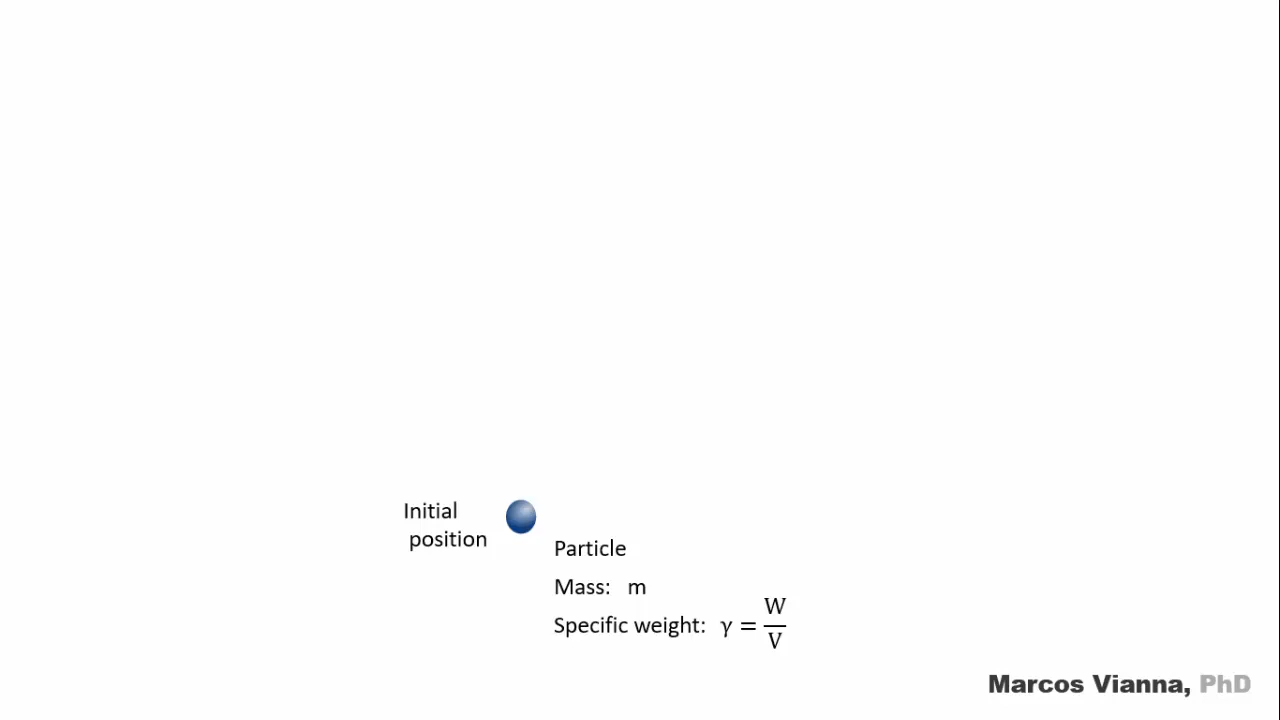 Initial
position
Particle
Mass: m
Specific weight: γ = W/V
Marcos Vianna, PhD